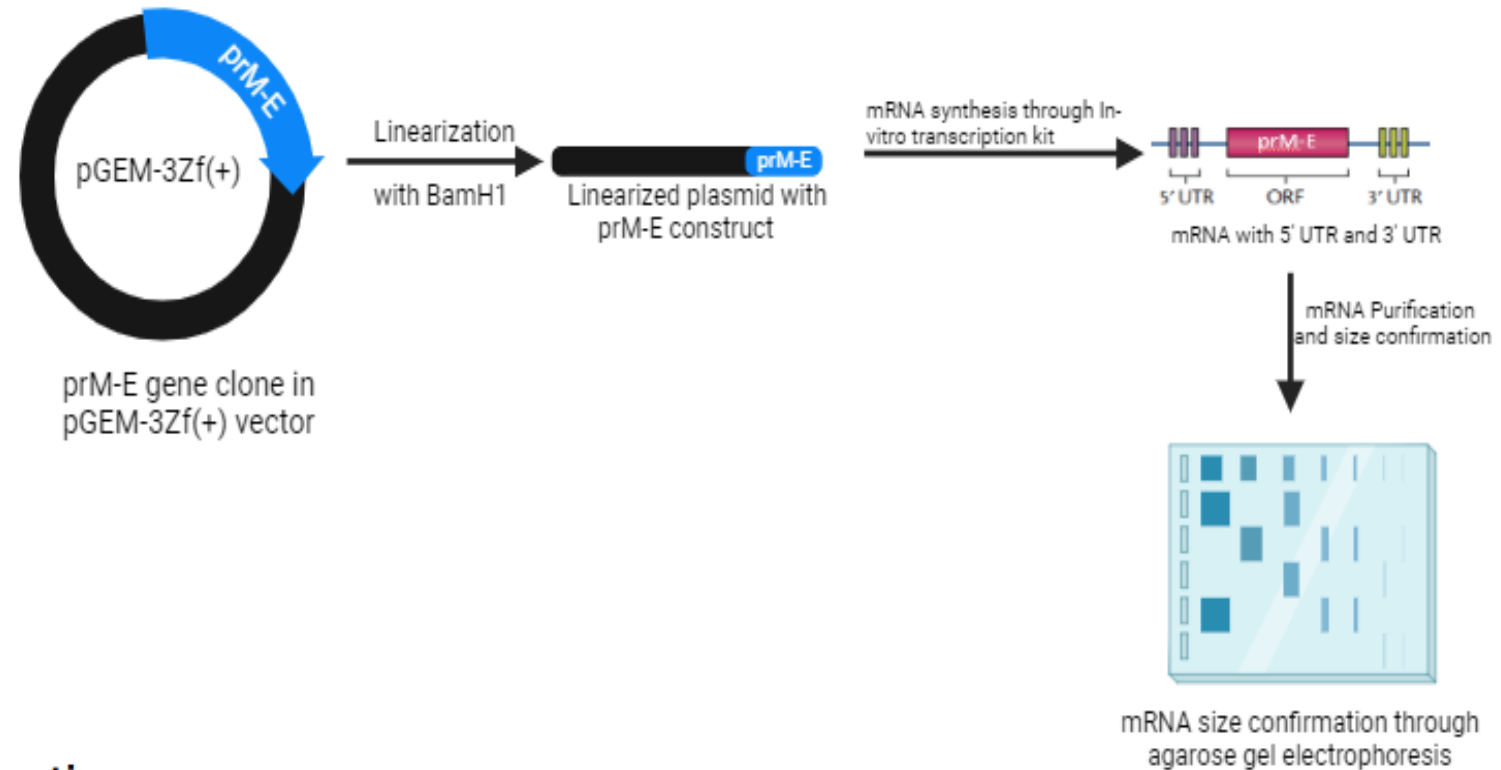 prM-E
pGEM-3Zf(+)
prM-E gene clone in
pGEM-3Zf(+) vector
Linearization
with BamH1
prM-E
Linearized plasmid with
prM-E construct
mRNA synthesis through In-
vitro transcription kit
prM-E
5' UTR ORF 3' UTR
mRNA with 5' UTR and 3' UTR
mRNA Purification
and size confirmation
mRNA size confirmation through
agarose gel electrophoresis